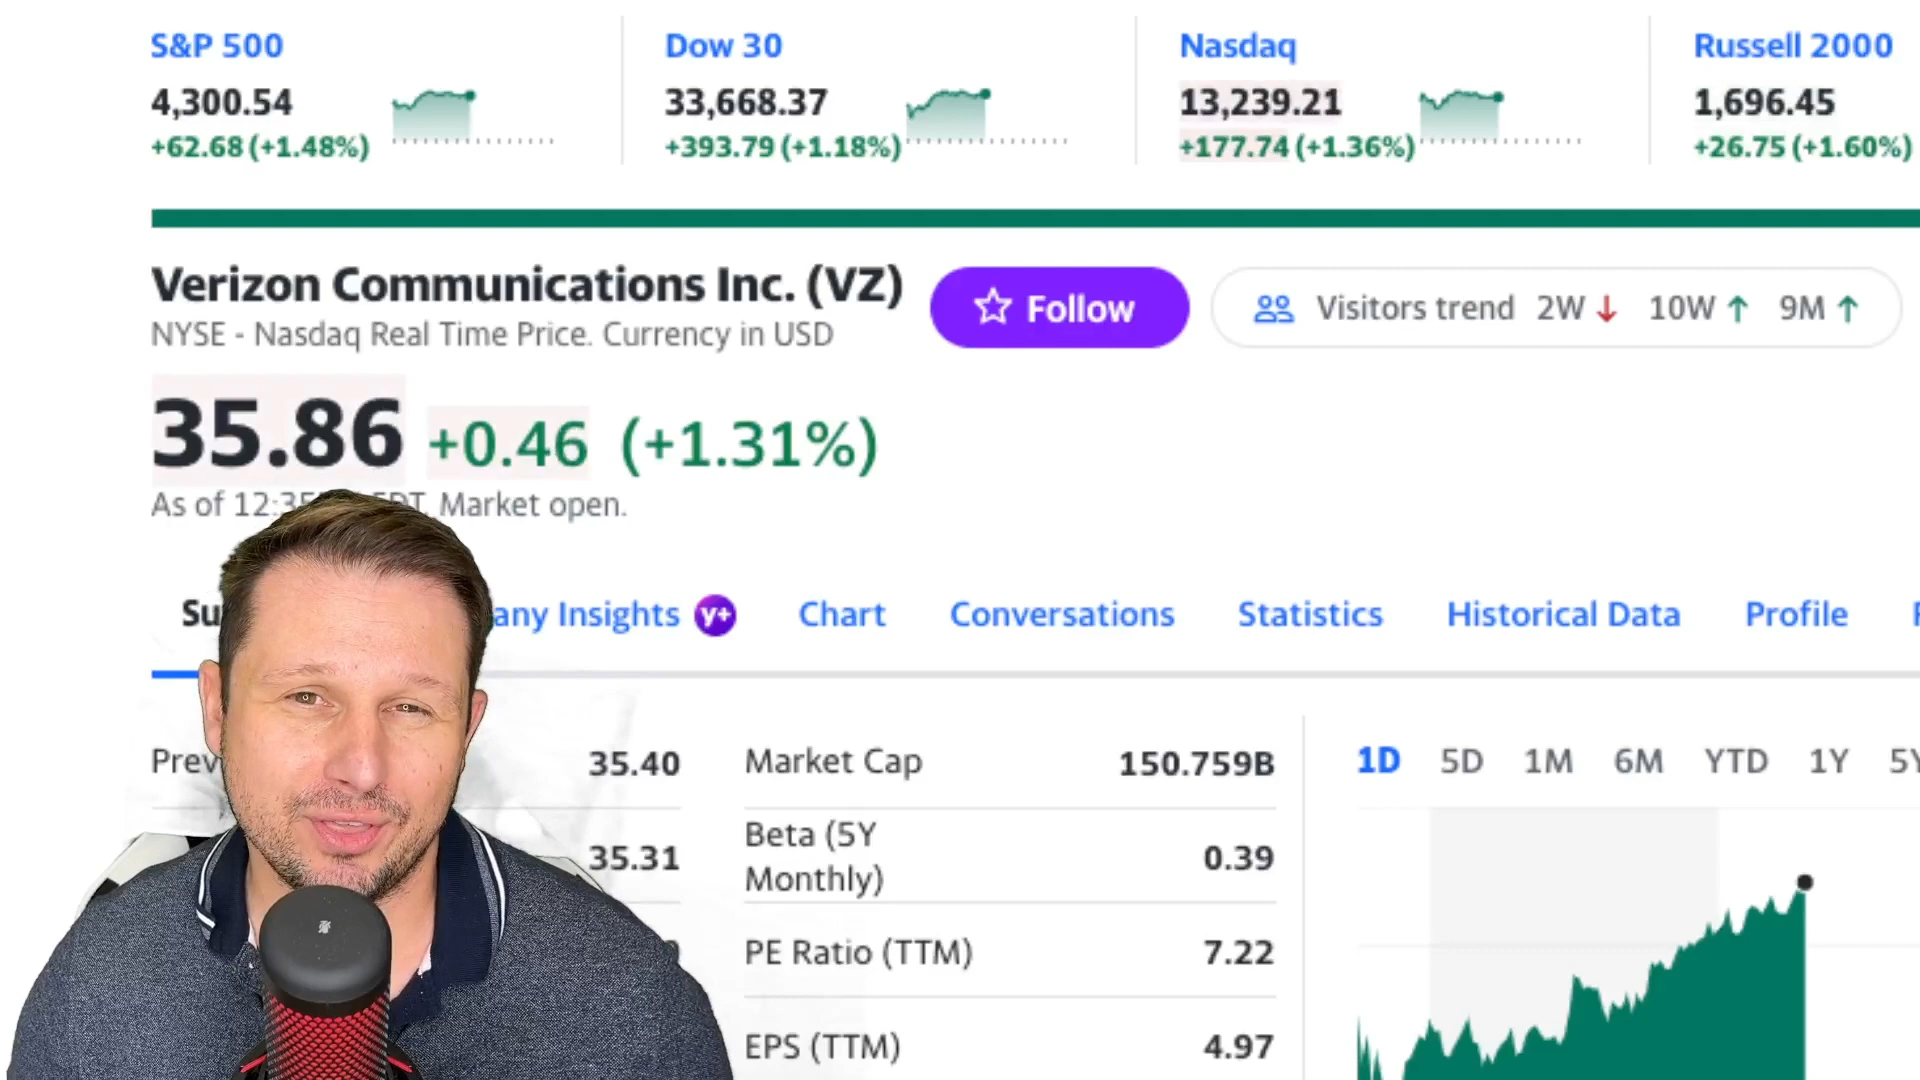 S&P 500 Dow 30 Nasdaq Russell 2000
4,300.54 33,668.37 13,239.21 1,696.45
+62.68 (+1.48%) +393.79 (+1.18%) +177.74 (+1.36%) +26.75 (+1.60%)
Verizon Communications Inc. (VZ)
NYSE - Nasdaq Real Time Price. Currency in USD
Follow
Visitors trend 2W ↓ 10W ↑ 9M ↑
35.86 +0.46 (+1.31%)
As of Market open.
Insights y+ Chart Conversations Statistics Historical Data Profile
35.40 Market Cap 150.759B
35.31 Beta (5Y
Monthly) 0.39
PE Ratio (TTM) 7.22
EPS (TTM) 4.97
1D 5D 1M 6M YTD 1Y